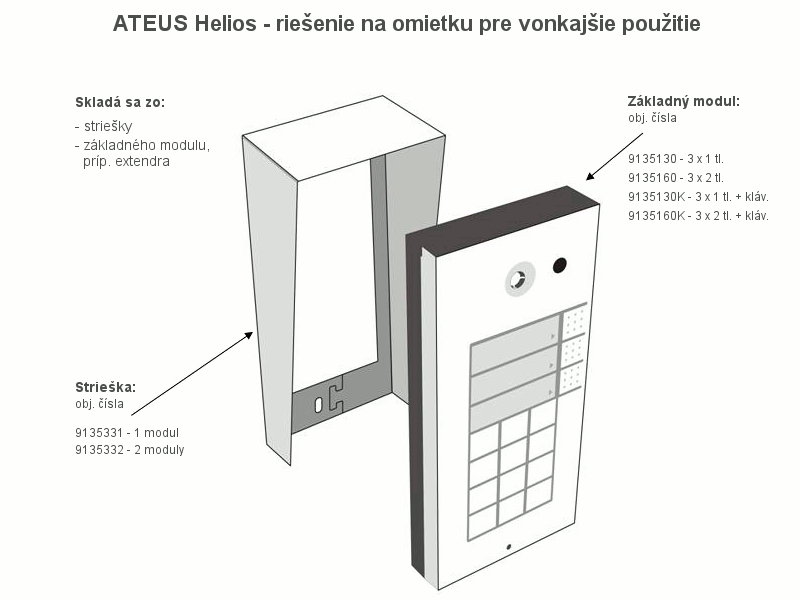 ATEUS Helios - riešenie na omietku pre vonkajšie použitie
Skladá sa zo:
- striešky
- základného modulu,
príp. extendra
Základný modul:
obj. čísla
9135130 - 3 x 1 tl.
9135160 - 3 x 2 tl.
9135130K - 3 x 1 tl. + kláv.
9135160K - 3 x 2 tl. + kláv.
Strieška:
obj. čísla
9135331 - 1 modul
9135332 - 2 moduly